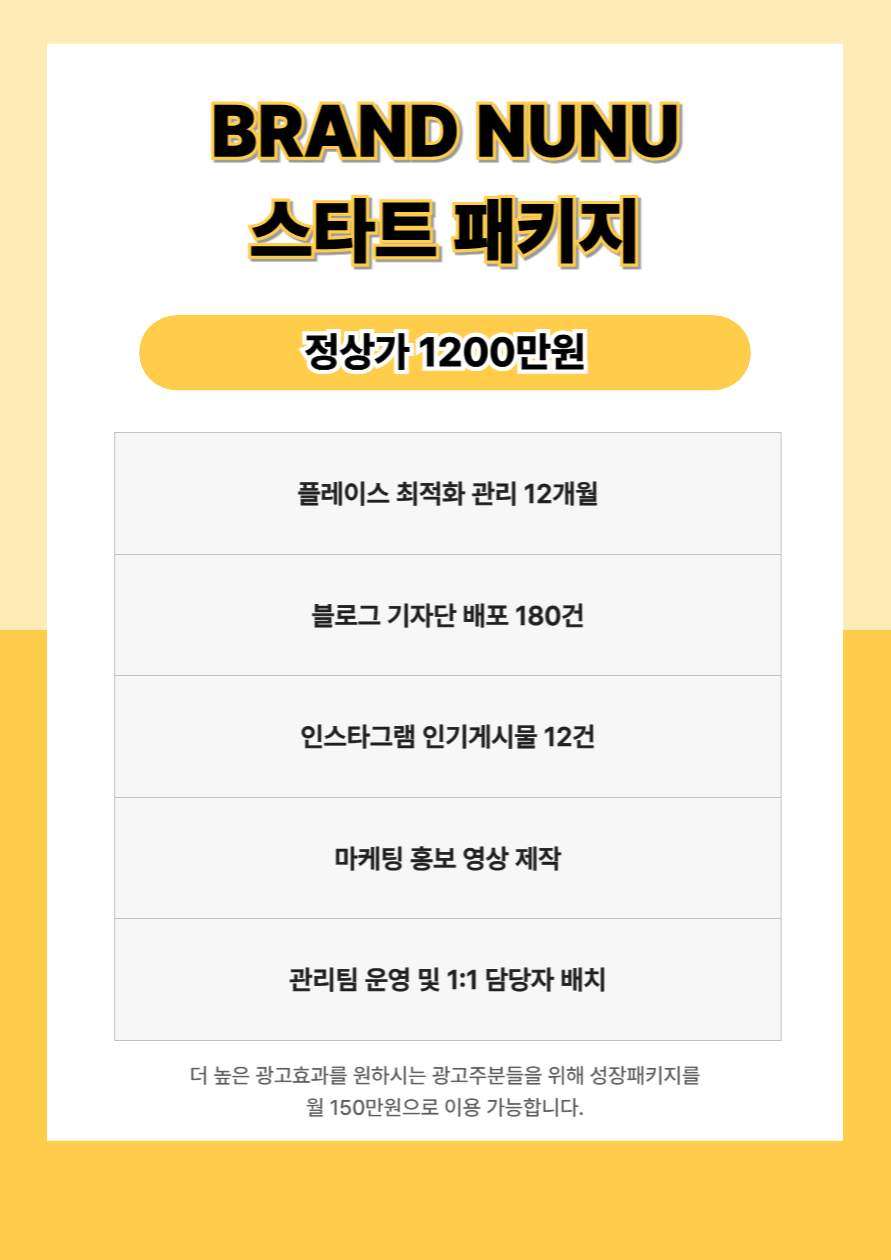 BRAND NUNU
스타트 패키지
정상가 1200만원
플레이스 최적화 관리 12개월
블로그 기자단 배포 180건
인스타그램 인기게시물 12건
마케팅 홍보 영상 제작
관리팀 운영 및 1:1 담당자 배치
더 높은 광고효과를 원하시는 광고주분들을 위해 성장패키지를
월 150만원으로 이용 가능합니다.